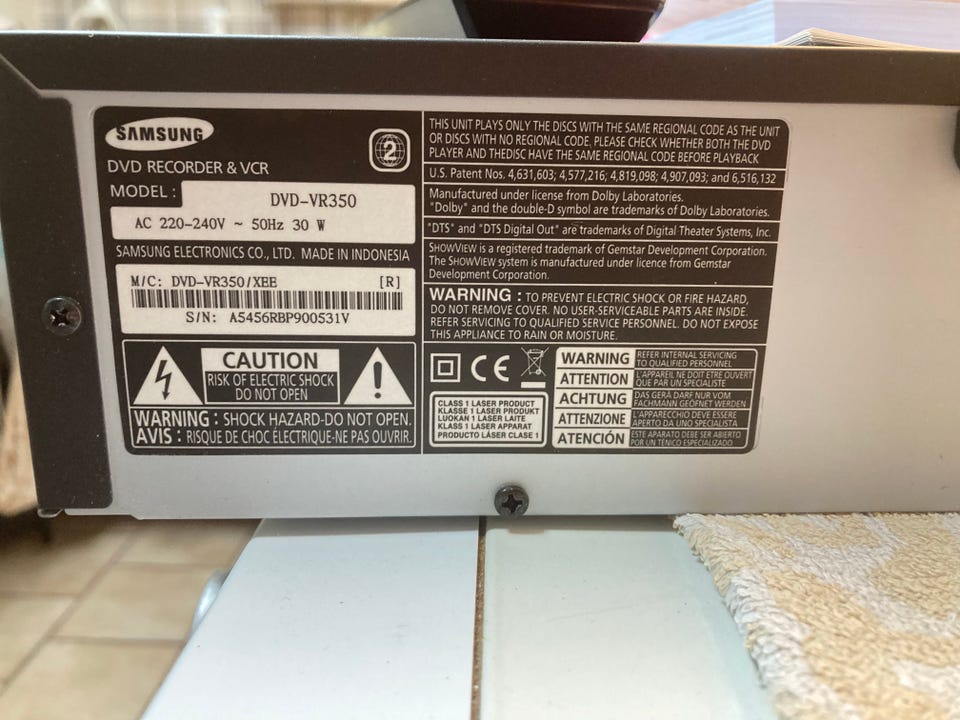 SAMSUNG
DVD RECORDER & VCR
2
MODEL :
DVD-VR350
AC 220-240V ~ 50Hz 30 W
SAMSUNG ELECTRONICS CO., LTD. MADE IN INDONESIA
M/C: DVD-VR350/XEE [R]
S/N: A5456RBP900531V
CAUTION
RISK OF ELECTRIC SHOCK
DO NOT OPEN
WARNING : SHOCK HAZARD-DO NOT OPEN.
AVIS : RISQUE DE CHOC ÉLECTRIQUE-NE PAS OUVRIR.
THIS UNIT PLAYS ONLY THE DISCS WITH THE SAME REGIONAL CODE AS THE UNIT
OR DISCS WITH NO REGIONAL CODE. PLEASE CHECK WHETHER BOTH THE DVD
PLAYER AND THEDISC HAVE THE SAME REGIONAL CODE BEFORE PLAYBACK
U.S. Patent Nos. 4,631,603; 4,577,216; 4,819,098; 4,907,093; and 6,516,132
Manufactured under license from Dolby Laboratories.
"Dolby" and the double-D symbol are trademarks of Dolby Laboratories.
"DTS" and "DTS Digital Out" are trademarks of Digital Theater Systems, Inc.
SHOWVIEW is a registered trademark of Gemstar Development Corporation.
The SHOWVIEW system is manufactured under licence from Gemstar
Development Corporation.
WARNING : TO PREVENT ELECTRIC SHOCK OR FIRE HAZARD,
DO NOT REMOVE COVER. NO USER-SERVICEABLE PARTS ARE INSIDE.
REFER SERVICING TO QUALIFIED SERVICE PERSONNEL. DO NOT EXPOSE
THIS APPLIANCE TO RAIN OR MOISTURE.
CE
CLASS 1 LASER PRODUCT
KLASSE 1 LASER PRODUKT
LUOKAN 1 LASER LAITE
KLASS 1 LASER APPARAT
PRODUCTO LÁSER CLASE 1
WARNING REFER INTERNAL SERVICING
TO QUALIFIED PERSONNEL
ATTENTION L'APPAREIL NE DOIT ETRE OUVERT
QUE PAR UN SPECIALISTE
ACHTUNG DAS GERÄ DARF NUR VOM
FACHMANN GEÖFNET WERDEN
ATTENZIONE L'APPARECCHIO DEVE ESSERE
APERTO DA UNO SPECIALISTA
ATENCIÓN ESTE APARATO DEBE SER ABIERTO
POR UN TÉNICO ESPECIALIZADO